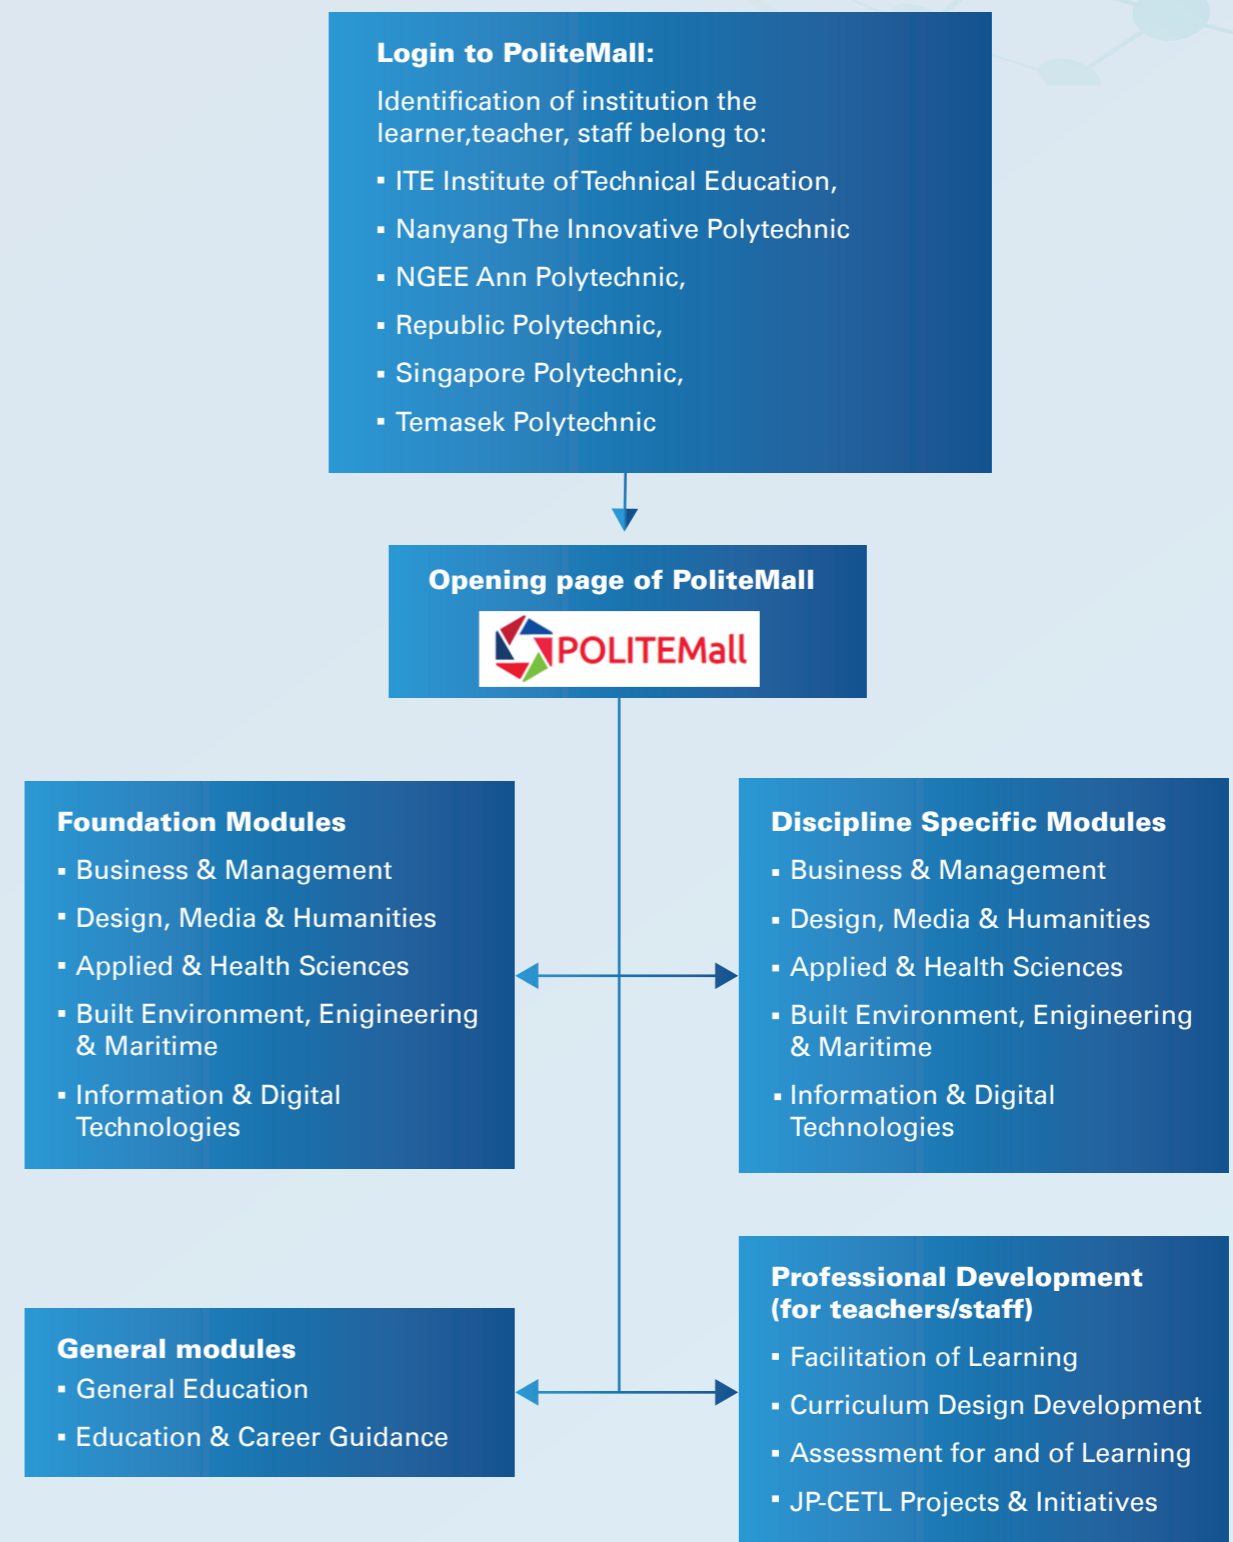 Login to PoliteMall:
Identification of institution the
learner,teacher, staff belong to:
▪ ITE Institute of Technical Education,
▪ Nanyang The Innovative Polytechnic
▪ NGEE Ann Polytechnic,
▪ Republic Polytechnic,
▪ Singapore Polytechnic,
▪ Temasek Polytechnic
Opening page of PoliteMall
POLITEMall
Foundation Modules
▪ Business & Management
▪ Design, Media & Humanities
▪ Applied & Health Sciences
▪ Built Environment, Enigineering
& Maritime
▪ Information & Digital
Technologies
Discipline Specific Modules
▪ Business & Management
▪ Design, Media & Humanities
▪ Applied & Health Sciences
▪ Built Environment, Enigineering
& Maritime
▪ Information & Digital
Technologies
General modules
▪ General Education
▪ Education & Career Guidance
Professional Development
(for teachers/staff)
▪ Facilitation of Learning
▪ Curriculum Design Development
▪ Assessment for and of Learning
▪ JP-CETL Projects & Initiatives